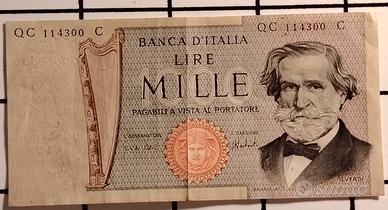 QC 114300 C
QC 114300 C
BANCA D'ITALIA
LIRE
MILLE
PAGABILI A VISTA AL PORTATORE
IL GOVERNATORE
IL CASSIERE
G. VERDI